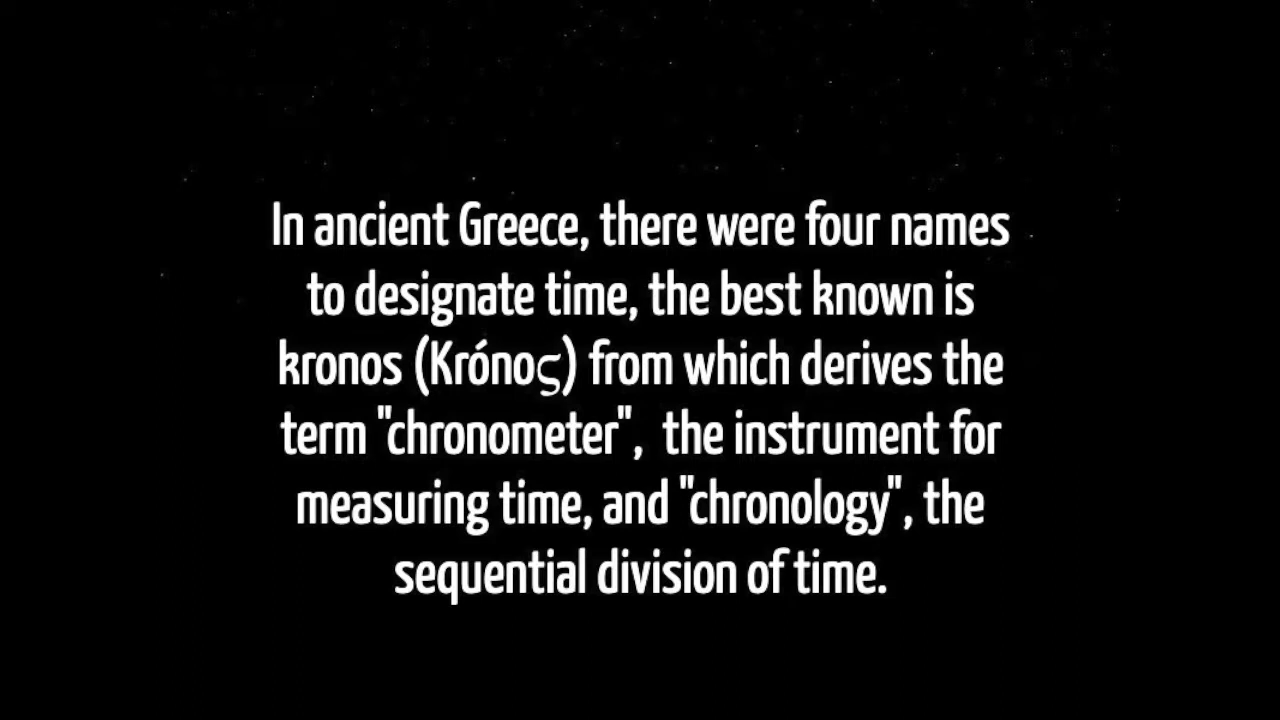 In ancient Greece, there were four names
to designate time, the best known is
kronos (Krónoς) from which derives the
term "chronometer",  the instrument for
measuring time, and "chronology", the
sequential division of time.